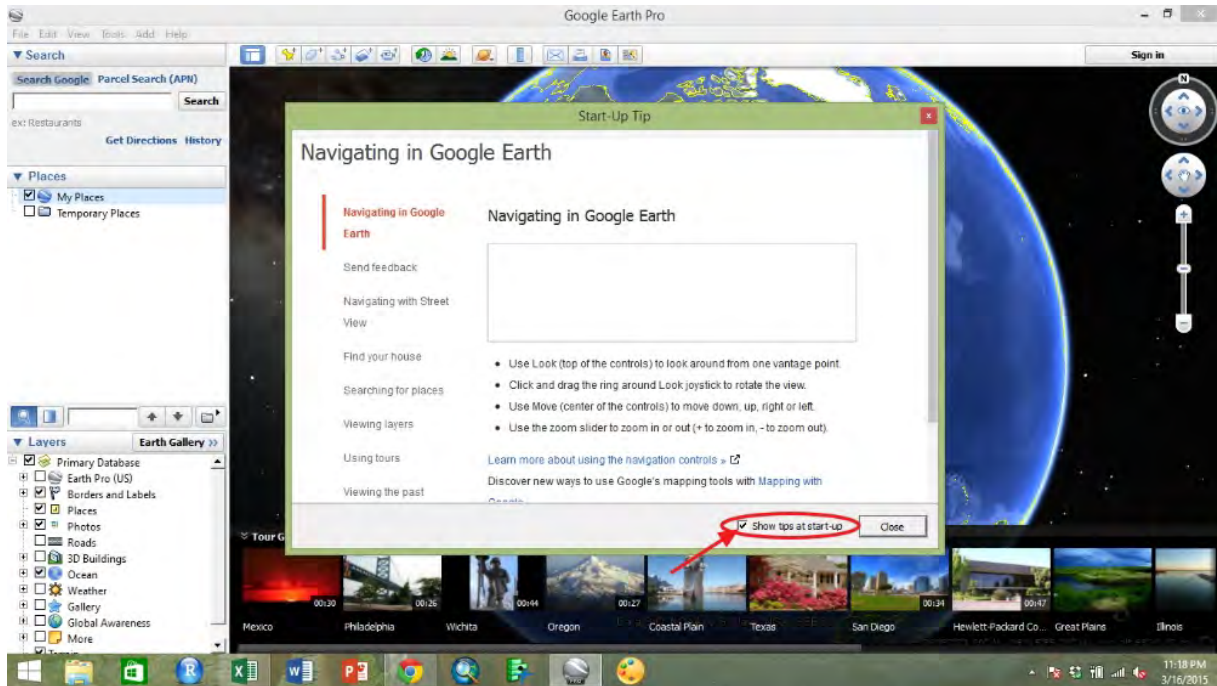 Google Earth Pro
File Edit View Tools Add Help
Search
Sign in
Search Google Parcel Search (APN)
Search
ex: Restaurants
Get Directions History
Places
My Places
Temporary Places
N
Start-Up Tip
Navigating in Google Earth
Navigating in Google
Earth
Send feedback
Navigating with Street
View
Find your house
Searching for places
Viewing layers
Using tours
Viewing the past
Navigating in Google Earth
• Use Look (top of the controls) to look around from one vantage point.
• Click and drag the ring around Look joystick to rotate the view.
• Use Move (center of the controls) to move down, up, right or left.
• Use the zoom slider to zoom in or out (+ to zoom in, - to zoom out).
Learn more about using the navigation controls »
Discover new ways to use Google's mapping tools with Mapping with
Show tips at start-up
Close
Layers
Earth Gallery >>
Primary Database
Earth Pro (US)
Borders and Labels
Places
Photos
Roads
3D Buildings
Ocean
Weather
Gallery
Global Awareness
More
Terrain
Tour G
00:30 00:26 00:44 00:27 00:34 00:47
Mexico Philadelphia Wichita Oregon Coastal Plain Texas San Diego Hewlett-Packard Co... Great Plains Illinois
11:18 PM
3/16/2015